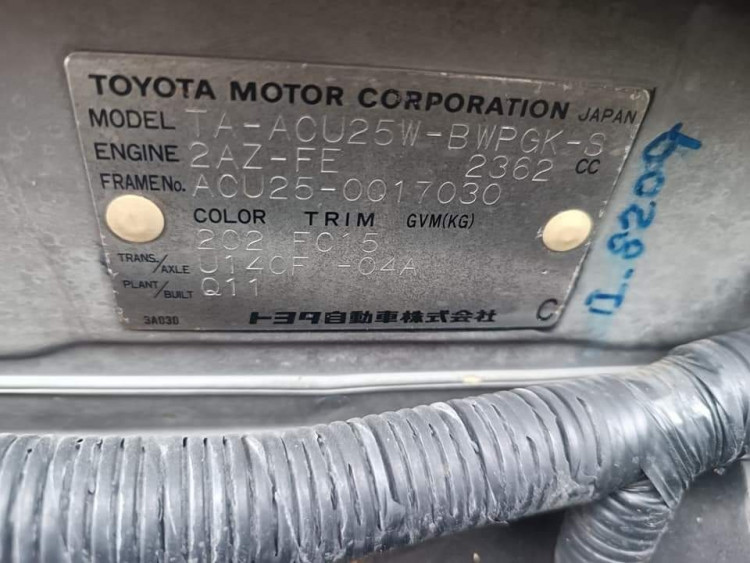 TOYOTA MOTOR CORPORATION JAPAN
MODEL TA-ACU25W-BWPGK-S
ENGINE 2AZ-FE 2362 CC
FRAME No. ACU25-0017030
COLOR TRIM GVM(KG)
202 FC15
TRANS./AXLE U140F -04A
PLANT/BUILT Q11
3A030 トヨタ自動車株式会社 C